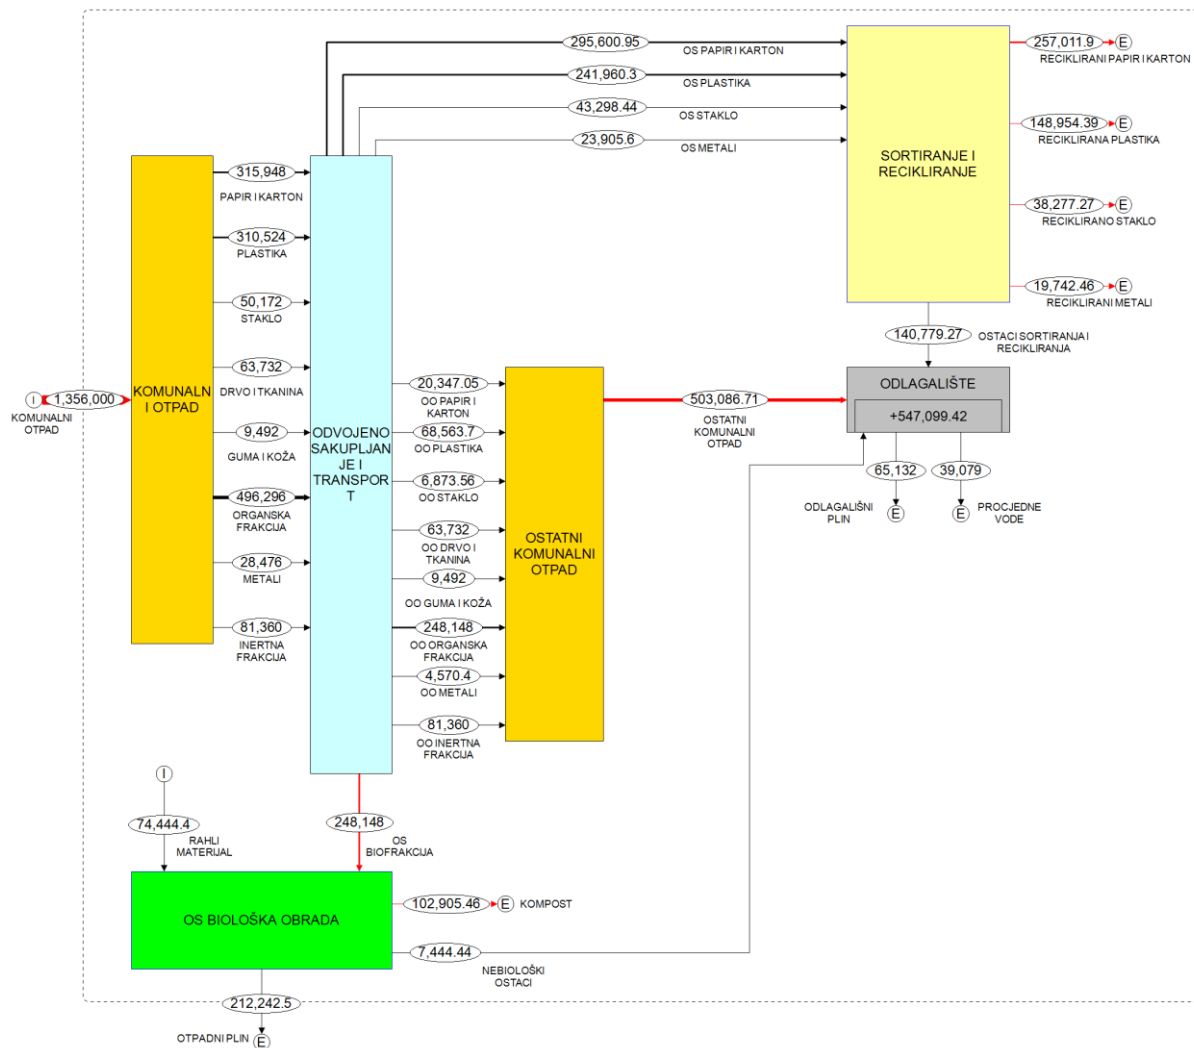 295,600.95
OS PAPIR I KARTON
241,960.3
OS PLASTIKA
43,298.44
OS STAKLO
23,905.6
OS METALI
SORTIRANJE I
RECIKLIRANJE
257,011.9
E
RECIKLIRANI PAPIR I KARTON
148,954.39
E
RECIKLIRANA PLASTIKA
38,277.27
E
RECIKLIRANO STAKLO
19,742.46
E
RECIKLIRANI METALI
140,779.27
OSTACI SORTIRANJA I
RECIKLIRANJA
I
1,356,000
KOMUNALNI
OTPAD
KOMUNALN
I OTPAD
315,948
PAPIR I KARTON
310,524
PLASTIKA
50,172
STAKLO
63,732
DRVO I TKANINA
9,492
GUMA I KOŽA
496,296
ORGANSKA
FRAKCIJA
28,476
METALI
81,360
INERTNA
FRAKCIJA
ODVOJENO
SAKUPLJAN
JE I
TRANSPOR
T
20,347.05
OO PAPIR I
KARTON
68,563.7
OO PLASTIKA
6,873.56
OO STAKLO
63,732
OO DRVO I
TKANINA
9,492
OO GUMA I KOŽA
248,148
OO ORGANSKA
FRAKCIJA
4,570.4
OO METALI
81,360
OO INERTNA
FRAKCIJA
OSTATNI
KOMUNALNI
OTPAD
503,086.71
OSTATNI
KOMUNALNI
OTPAD
ODLAGALIŠTE
+547,099.42
65,132
ODLAGALIŠNI
PLIN
E
39,079
PROCJEDNE
VODE
E
I
74,444.4
RAHLI
MATERIJAL
248,148
OS
BIOFRAKCIJA
OS BIOLOŠKA OBRADA
102,905.46
E
KOMPOST
7,444.44
NEBIOLOŠKI
OSTACI
212,242.5
OTPADNI PLIN
E